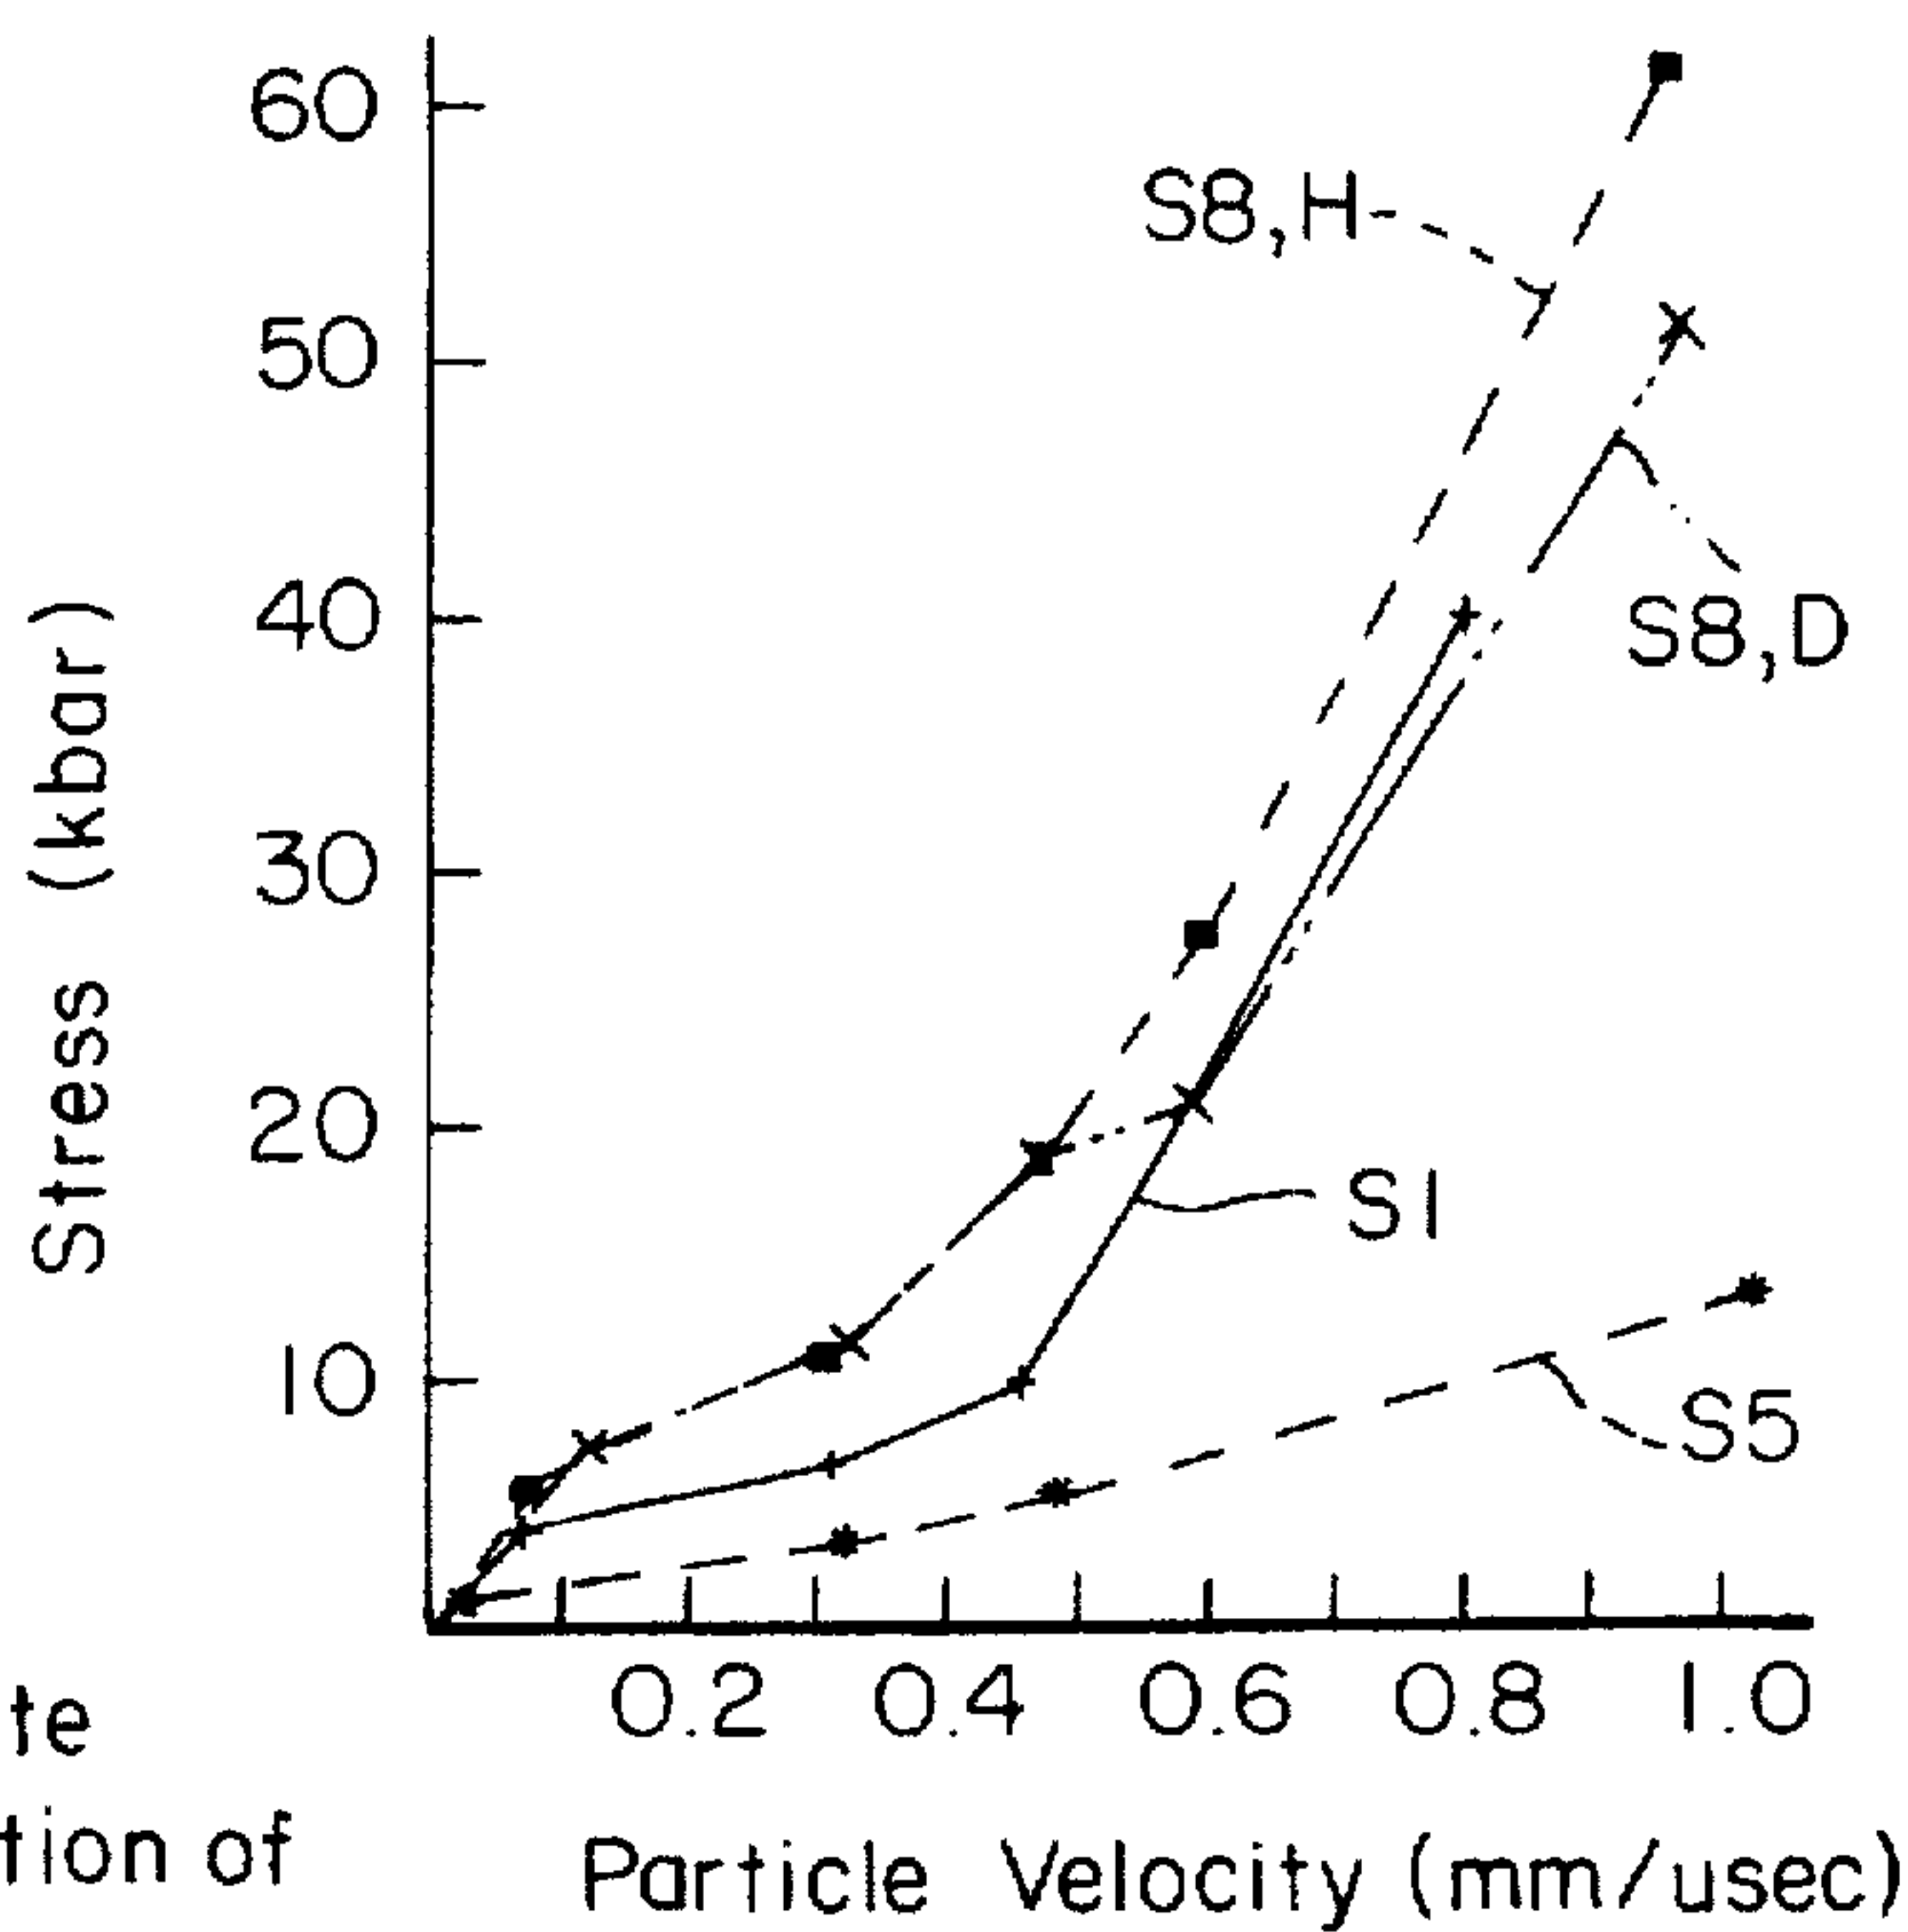 60
S8,H
50
40
S8,D
30
20
S1
10
S5
Stress (kbar)
0.2 0.4 0.6 0.8 1.0
te
tion of
Particle Velocity (mm/usec)